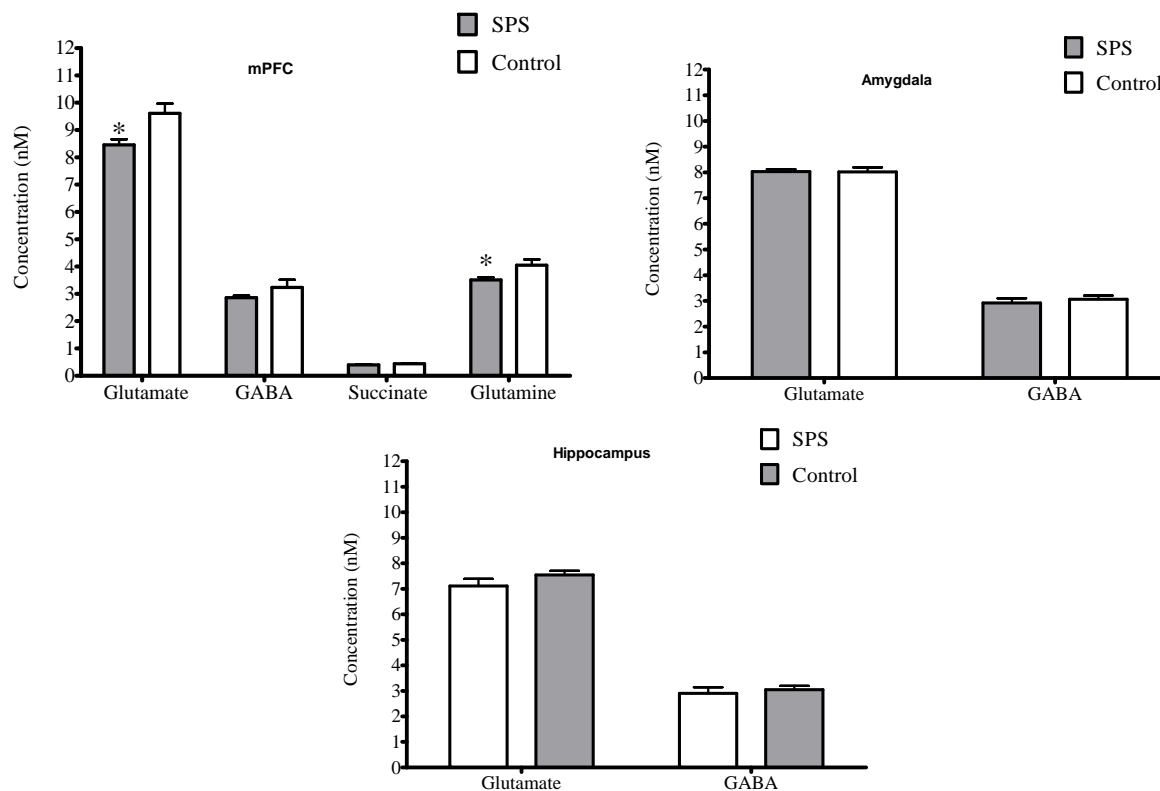 SPS
Control
mPFC
Concentration (nM)
12
11
10
9
8
7
6
5
4
3
2
1
0
*
*
Glutamate GABA Succinate Glutamine
SPS
Control
Amygdala
Concentration (nM)
12
11
10
9
8
7
6
5
4
3
2
1
0
Glutamate GABA
SPS
Control
Hippocampus
Concentration (nM)
12
11
10
9
8
7
6
5
4
3
2
1
0
Glutamate GABA